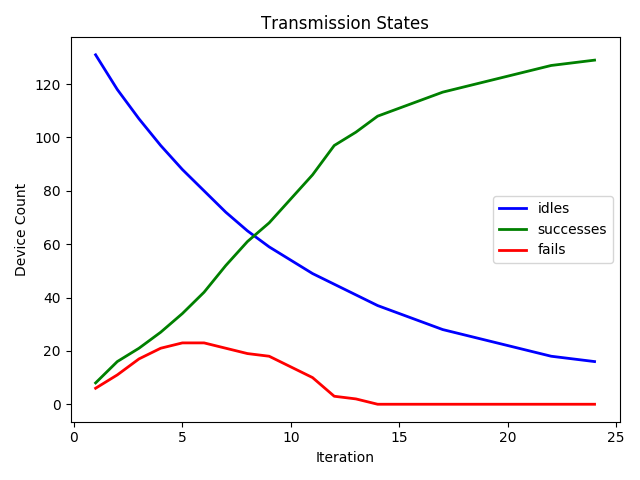 Transmission States
Device Count
120
100
80
60
40
20
0
idles
successes
fails
0 5 10 15 20 25
Iteration